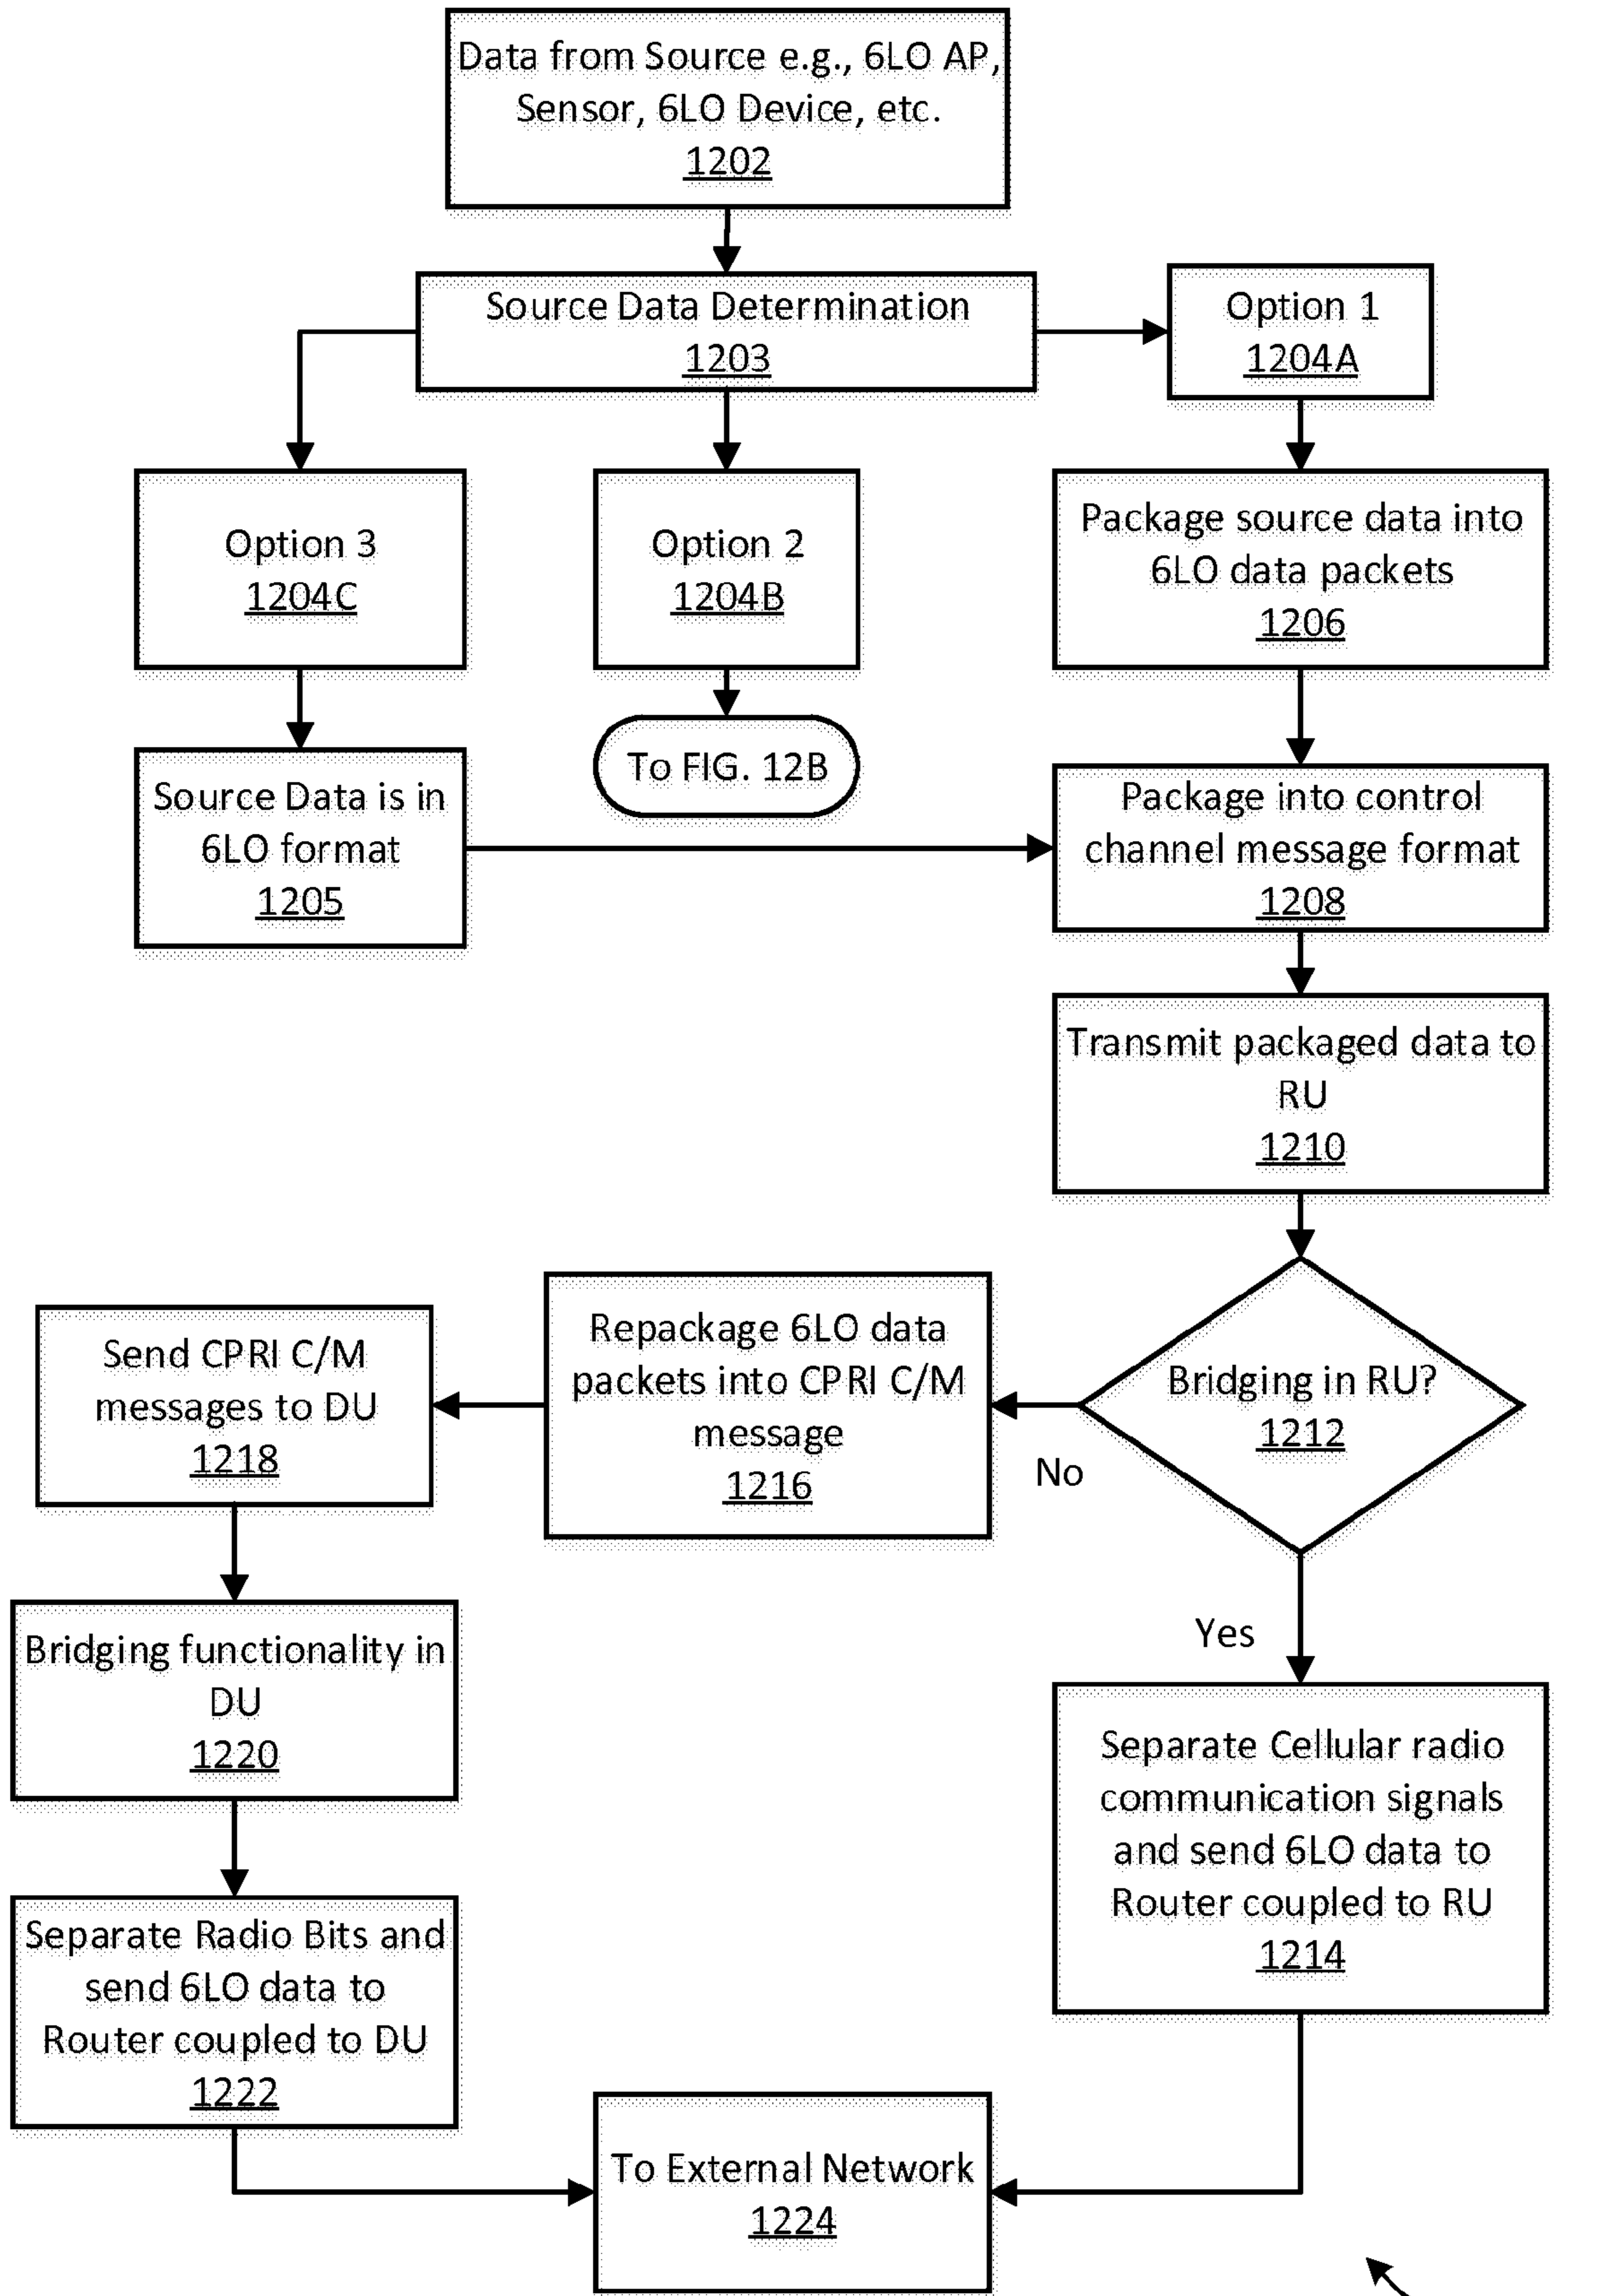 Data from Source e.g., 6LO AP,
Sensor, 6LO Device, etc.
1202
Source Data Determination
1203
Option 1
1204A
Option 3
1204C
Option 2
1204B
Package source data into
6LO data packets
1206
To FIG. 12B
Source Data is in
6LO format
1205
Package into control
channel message format
1208
Transmit packaged data to
RU
1210
Bridging in RU?
1212
No
Yes
Repackage 6LO data
packets into CPRI C/M
message
1216
Send CPRI C/M
messages to DU
1218
Bridging functionality in
DU
1220
Separate Cellular radio
communication signals
and send 6LO data to
Router coupled to RU
1214
Separate Radio Bits and
send 6LO data to
Router coupled to DU
1222
To External Network
1224